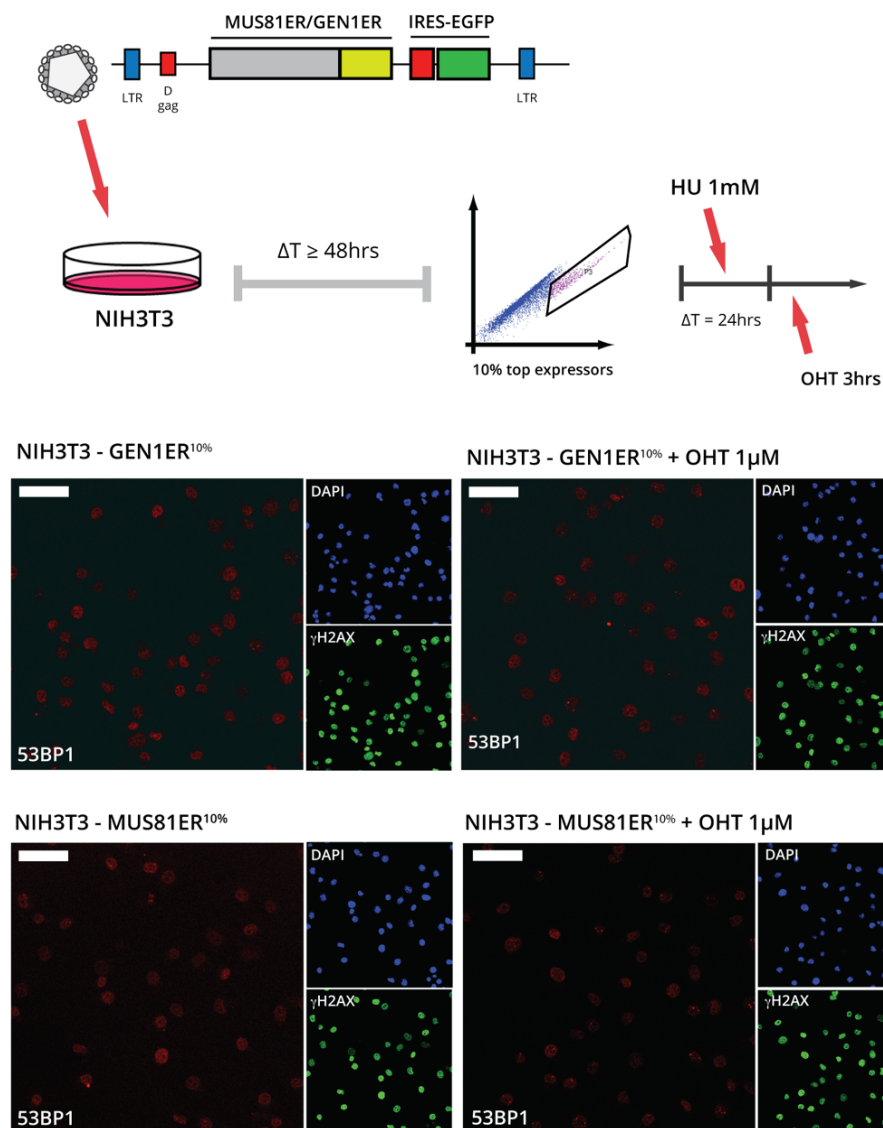 MUS81ER/GEN1ER
IRES-EGFP
LTR
D
gag
LTR
HU 1mM
ΔT ≥ 48hrs
P3
NIH3T3
10% top expressors
ΔT = 24hrs
OHT 3hrs
NIH3T3 - GEN1ER10%
NIH3T3 - GEN1ER10% + OHT 1µM
DAPI
γH2AX
53BP1
DAPI
γH2AX
53BP1
NIH3T3 - MUS81ER10%
NIH3T3 - MUS81ER10% + OHT 1µM
DAPI
γH2AX
53BP1
DAPI
γH2AX
53BP1